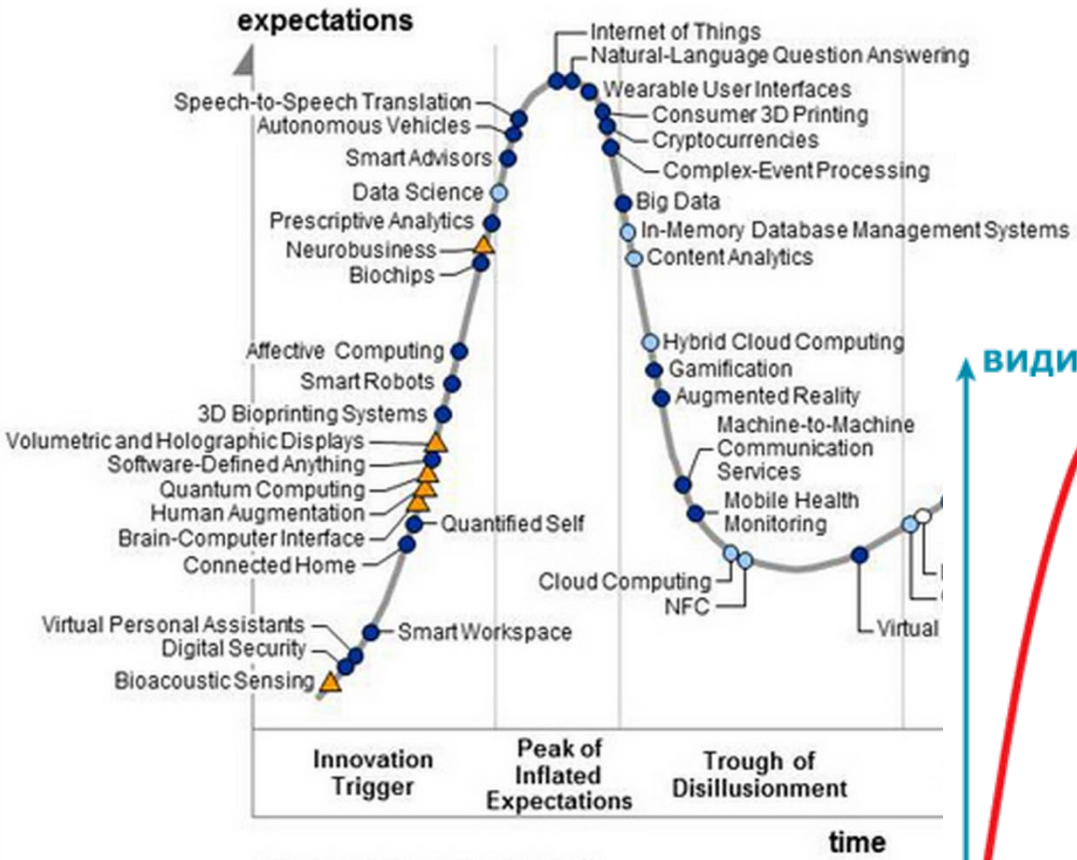 expectations
Internet of Things
Natural-Language Question Answering
Wearable User Interfaces
Speech-to-Speech Translation
Consumer 3D Printing
Autonomous Vehicles
Cryptocurrencies
Smart Advisors
Complex-Event Processing
Data Science
Big Data
Prescriptive Analytics
In-Memory Database Management Systems
Neurobusiness
Content Analytics
Biochips
Hybrid Cloud Computing
Affective Computing
Gamification
Smart Robots
Augmented Reality
3D Bioprinting Systems
Machine-to-Machine
Communication
Services
Volumetric and Holographic Displays
Software-Defined Anything
Quantum Computing
Mobile Health
Monitoring
Human Augmentation
Quantified Self
Brain-Computer Interface
Connected Home
Cloud Computing
NFC
Virtual Personal Assistants
Smart Workspace
Virtual
Digital Security
Bioacoustic Sensing
Innovation
Trigger
Peak of
Inflated
Expectations
Trough of
Disillusionment
time
види